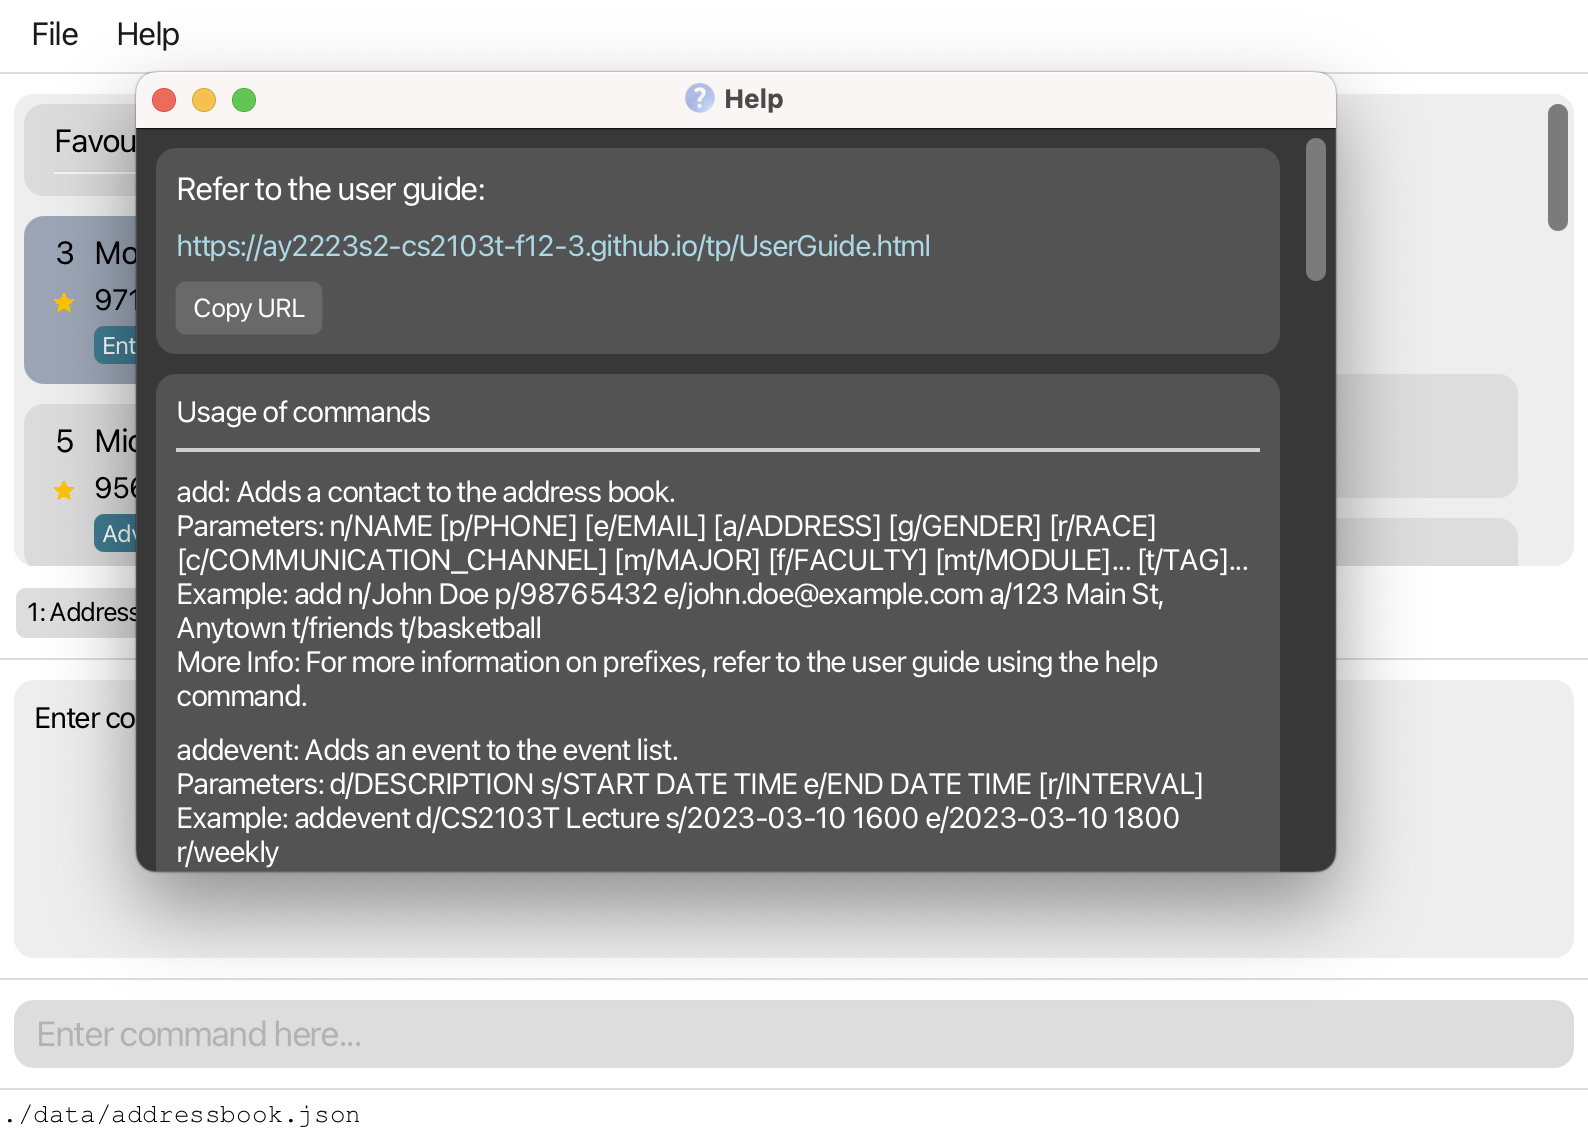 File Help
Help
Favou
Refer to the user guide:
https://ay2223s2-cs2103t-f12-3.github.io/tp/UserGuide.html
Copy URL
3 Mo
971
Ent
5 Mic
956
Adv
Usage of commands
add: Adds a contact to the address book.
Parameters: n/NAME [p/PHONE] [e/EMAIL] [a/ADDRESS] [g/GENDER] [r/RACE]
[c/COMMUNICATION_CHANNEL] [m/MAJOR] [f/FACULTY] [mt/MODULE]... [t/TAG]...
Example: add n/John Doe p/98765432 e/john.doe@example.com a/123 Main St,
Anytown t/friends t/basketball
More Info: For more information on prefixes, refer to the user guide using the help
command.
addevent: Adds an event to the event list.
Parameters: d/DESCRIPTION s/START DATE TIME e/END DATE TIME [r/INTERVAL]
Example: addevent d/CS2103T Lecture s/2023-03-10 1600 e/2023-03-10 1800
r/weekly
1: Address
Enter co
Enter command here...
./data/addressbook.json